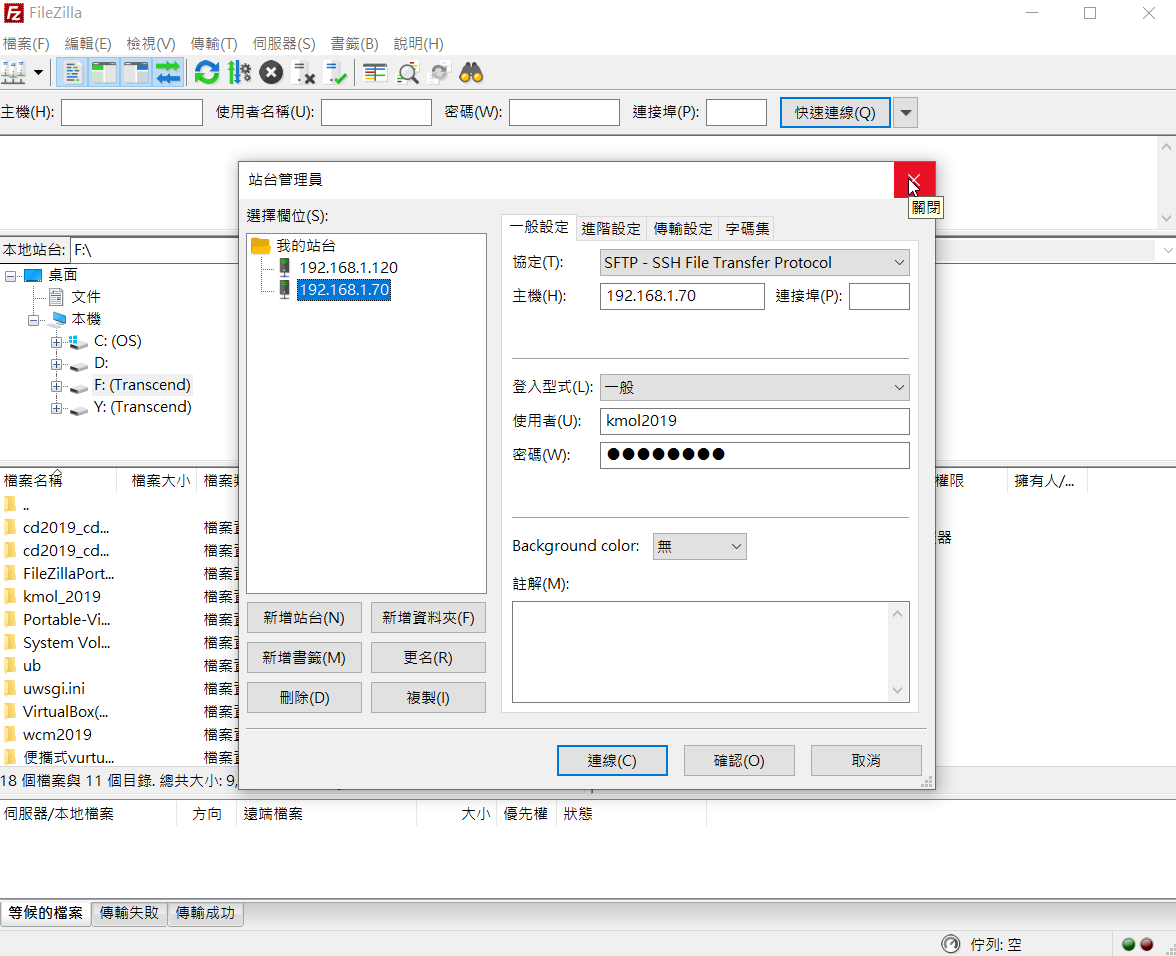 FileZilla
檔案(F) 編輯(E) 檢視(V) 傳輸(T) 伺服器(S) 書籤(B) 說明(H)
主機(H): 使用者名稱(U): 密碼(W): 連接埠(P): 快速連線(Q)
站台管理員
關閉
選擇欄位(S):
我的站台
192.168.1.120
192.168.1.70
新增站台(N) 新增資料夾(F)
新增書籤(M) 更名(R)
刪除(D) 複製(I)
一般設定 進階設定 傳輸設定 字碼集
協定(T): SFTP - SSH File Transfer Protocol
主機(H): 192.168.1.70 連接埠(P):
登入型式(L): 一般
使用者(U): kmol2019
密碼(W): ●●●●●●●●
Background color: 無
註解(M):
連線(C) 確認(O) 取消
本地站台: F:\
桌面
文件
本機
C: (OS)
D:
F: (Transcend)
Y: (Transcend)
檔案名稱 檔案大小 檔案
..
cd2019_cd... 檔案
cd2019_cd... 檔案
FileZillaPort... 檔案
kmol_2019 檔案
Portable-Vi... 檔案
System Vol... 檔案
ub 檔案
uwsgi.ini 檔案
VirtualBox(... 檔案
wcm2019 檔案
便攜式vurtu... 檔案
18 個檔案與 11 個目錄. 總共大小: 9,
權限 擁有人/...
器
伺服器/本地檔案 方向 遠端檔案 大小 優先權 狀態
等候的檔案 傳輸失敗 傳輸成功
佇列: 空